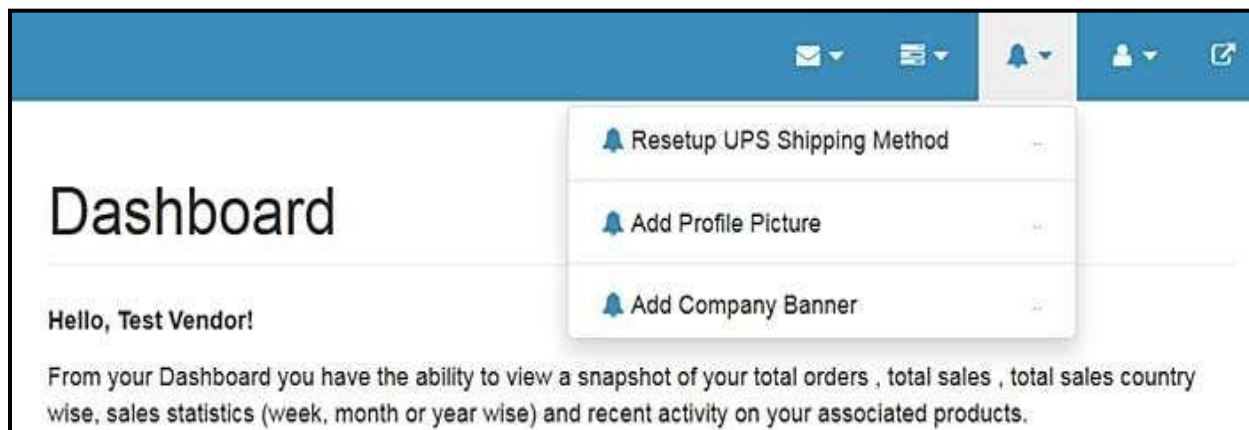 Resetup UPS Shipping Method
Add Profile Picture
Add Company Banner
Dashboard
Hello, Test Vendor!
From your Dashboard you have the ability to view a snapshot of your total orders , total sales , total sales country
wise, sales statistics (week, month or year wise) and recent activity on your associated products.